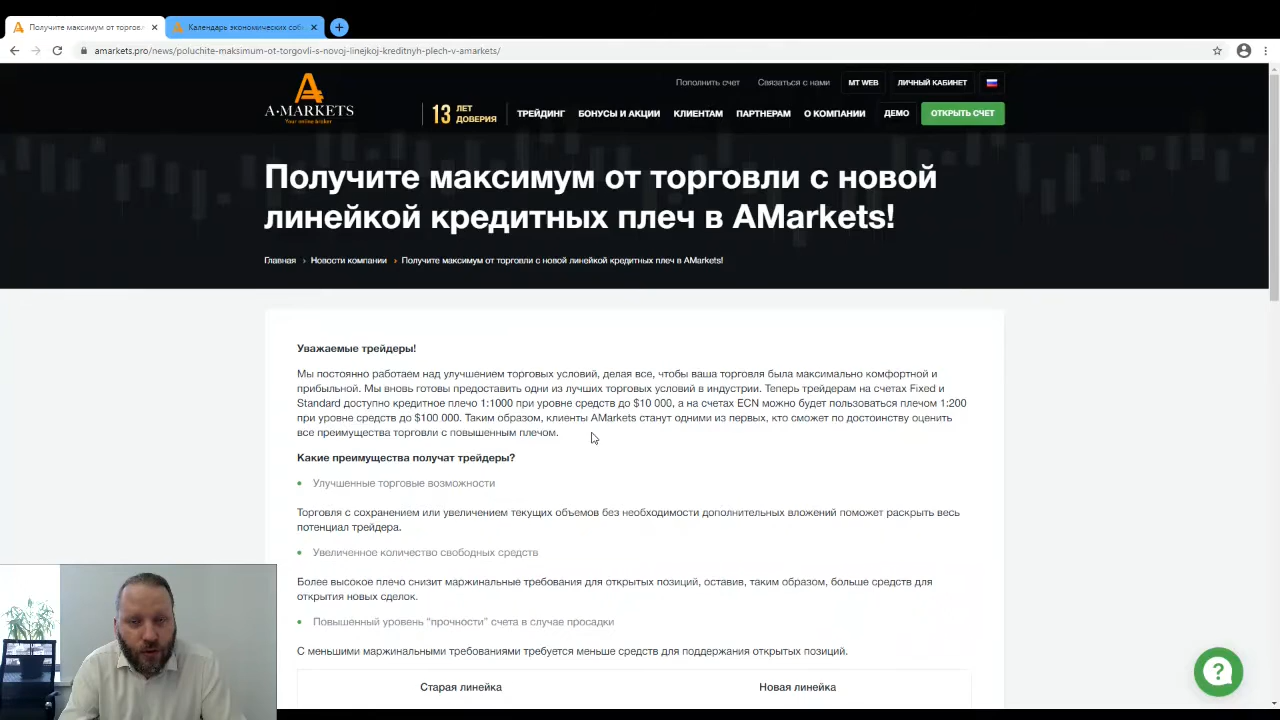 Получите максимум от торговл
Календарь экономических собы
amarkets.pro/news/poluchite-maksimum-ot-torgovli-s-novoj-linejkoj-kreditnyh-plech-v-amarkets/
Пополнить счет Связаться с нами MT WEB ЛИЧНЫЙ КАБИНЕТ
A·MARKETS
Your online broker
13 ЛЕТ ДОВЕРИЯ
ТРЕЙДИНГ БОНУСЫ И АКЦИИ КЛИЕНТАМ ПАРТНЕРАМ О КОМПАНИИ ДЕМО ОТКРЫТЬ СЧЕТ
Получите максимум от торговли с новой
линейкой кредитных плеч в AMarkets!
Главная › Новости компании › Получите максимум от торговли с новой линейкой кредитных плеч в AMarkets!
Уважаемые трейдеры!
Мы постоянно работаем над улучшением торговых условий, делая все, чтобы ваша торговля была максимально комфортной и
прибыльной. Мы вновь готовы предоставить одни из лучших торговых условий в индустрии. Теперь трейдерам на счетах Fixed и
Standard доступно кредитное плечо 1:1000 при уровне средств до $10 000, а на счетах ECN можно будет пользоваться плечом 1:200
при уровне средств до $100 000. Таким образом, клиенты AMarkets станут одними из первых, кто сможет по достоинству оценить
все преимущества торговли с повышенным плечом.
Какие преимущества получат трейдеры?
• Улучшенные торговые возможности
Торговля с сохранением или увеличением текущих объемов без необходимости дополнительных вложений поможет раскрыть весь
потенциал трейдера.
• Увеличенное количество свободных средств
Более высокое плечо снизит маржинальные требования для открытых позиций, оставив, таким образом, больше средств для
открытия новых сделок.
• Повышенный уровень "прочности" счета в случае просадки
С меньшими маржинальными требованиями требуется меньше средств для поддержания открытых позиций.
Старая линейка Новая линейка